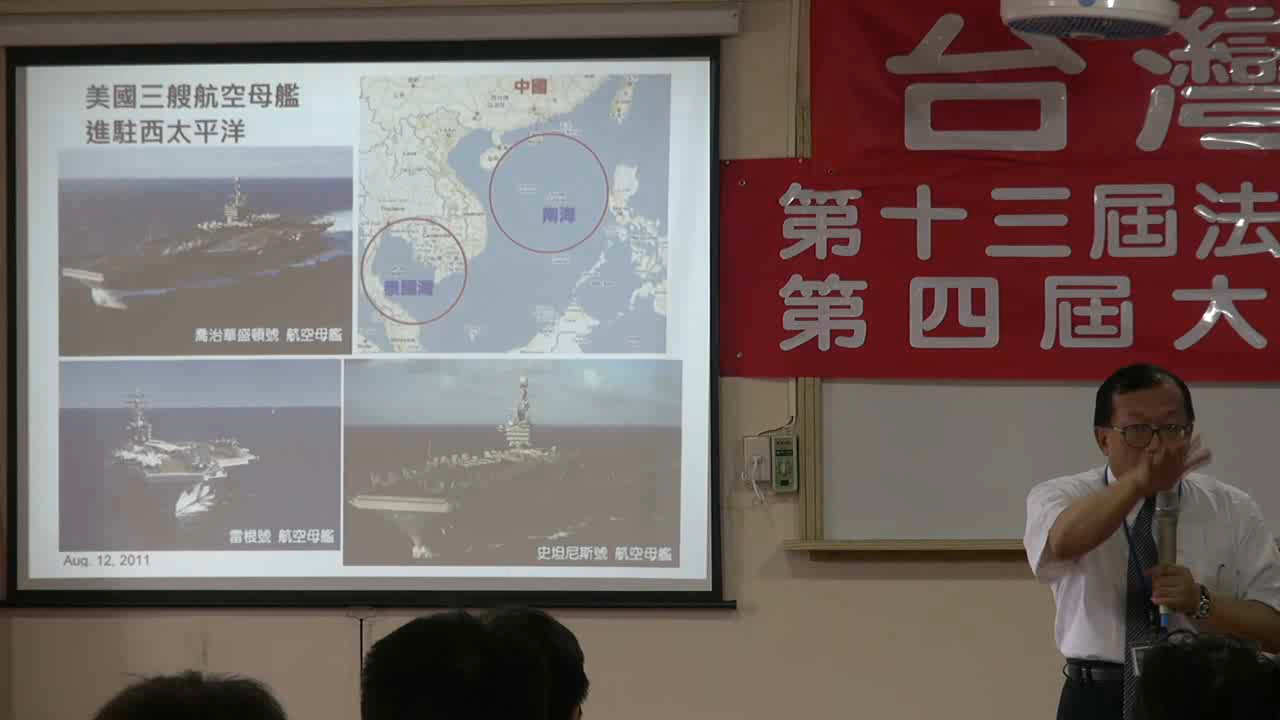 美國三艘航空母艦
進駐西太平洋
中國
南海
泰國灣
喬治華盛頓號 航空母艦
雷根號 航空母艦
史坦尼斯號 航空母艦
Aug. 12, 2011
台灣
第十三屆法
第四屆大